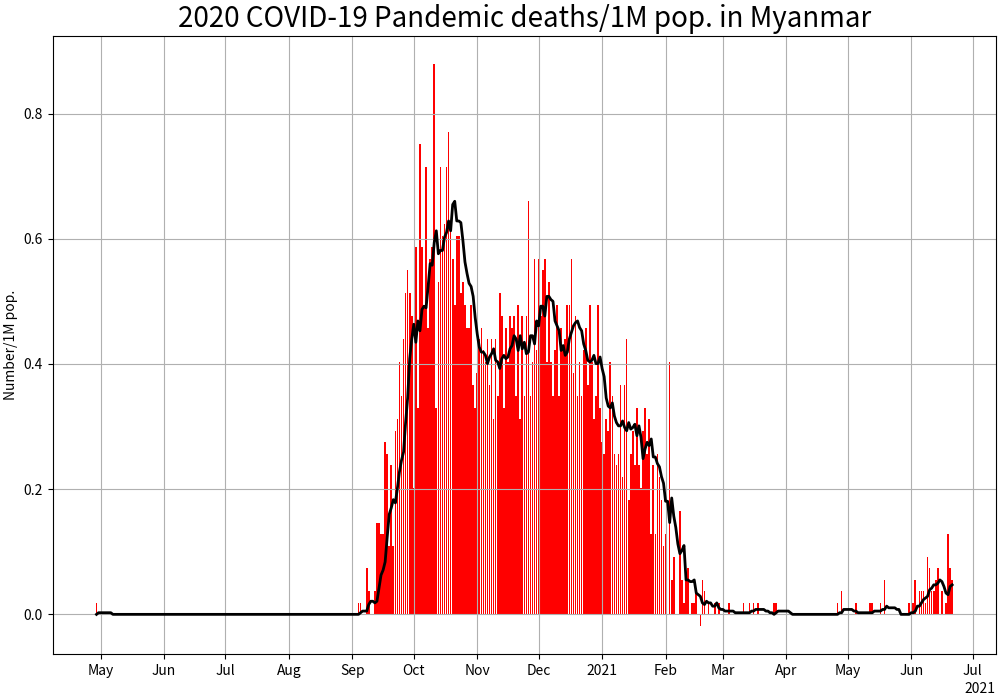 2020 COVID-19 Pandemic deaths/1M pop. in Myanmar
Number/1M pop.
0.8
0.6
0.4
0.2
0.0
May Jun Jul Aug Sep Oct Nov Dec 2021 Feb Mar Apr May Jun Jul
2021